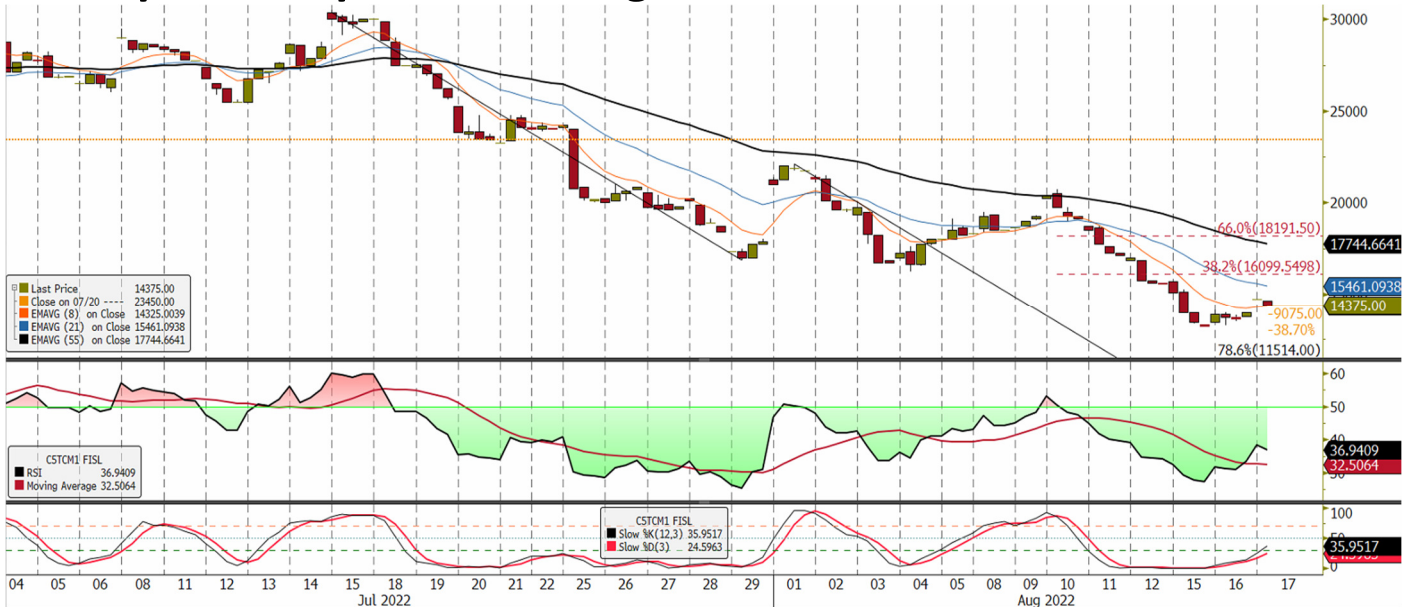 30000
25000
20000
66.0%(18191.50)
17744.6641
38.2%(16099.5498)
15461.0938
14375.00
-9075.00
-38.70%
78.6%(11514.00)
Last Price 14375.00
Close on 07/20 ---- 23450.00
EMAVG (8) on Close 14325.0039
EMAVG (21) on Close 15461.0938
EMAVG (55) on Close 17744.6641
60
50
40
36.9409
32.5064
30
CSTCM1 FISL
RSI 36.9409
Moving Average 32.5064
CSTCM1 FISL
Slow %K(12,3) 35.9517
Slow %D(3) 24.5963
100
50
35.9517
24.5963
0
04 05 06 08 11 12 13 14 15 18 19 20 21 22 25 26 27 28 29 01 02 03 04 05 08 09 10 11 12 15 16 17
Jul 2022 Aug 2022